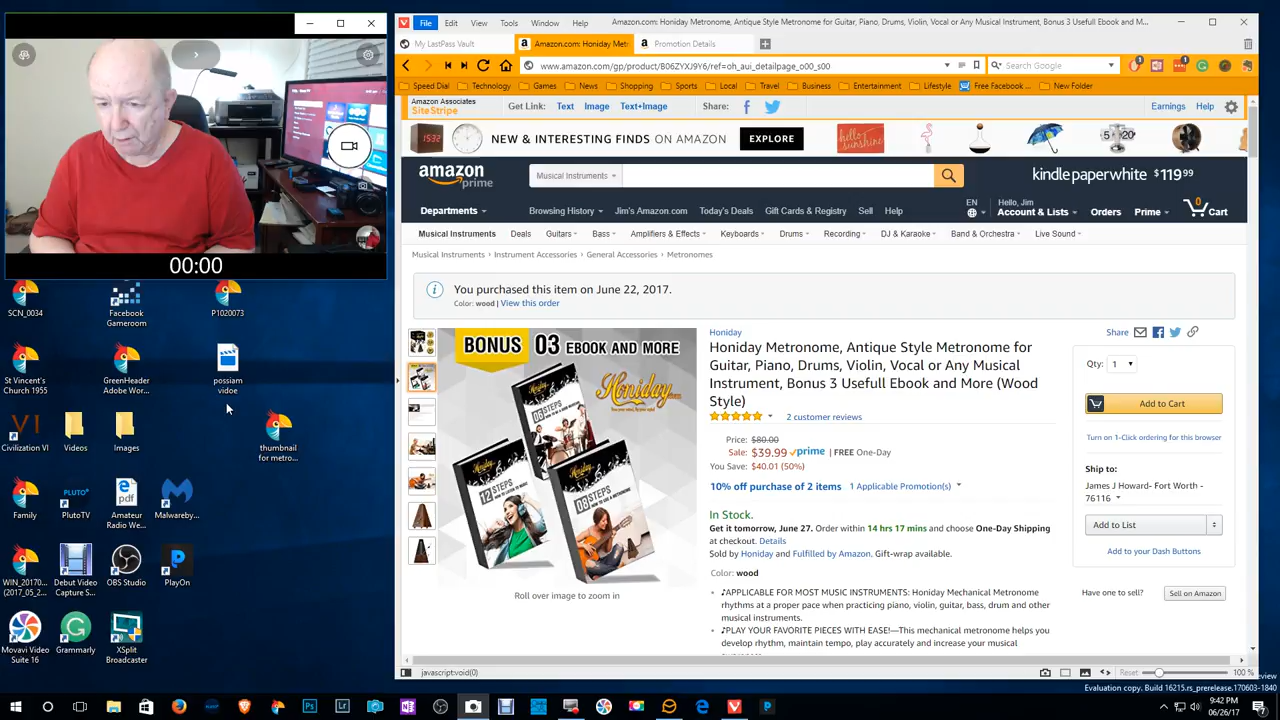 00:00
SCN_0034
Facebook
Gameroom
P1020073
St Vincent's
Church 1955
GreenHeader
Adobe Wor...
possiam
vidoe
Civilization VI
Videos
Images
thumbnail
for metro...
Family
PlutoTV
Amateur
Radio We...
Malwareby...
WIN_20170...
(2017_05_2...
Debut Video
Capture S...
OBS Studio
PlayOn
Movavi Video
Suite 16
Grammarly
XSplit
Broadcaster
File Edit View Tools Window Help
Amazon.com: Honiday Metronome, Antique Style Metronome for Guitar, Piano, Drums, Violin, Vocal or Any Musical Instrument, Bonus 3 Usefull Ebook and M...
My LastPass Vault
Amazon.com: Honiday Metr
Promotion Details
www.amazon.com/gp/product/B06ZYXJ9Y6/ref=oh_aui_detailpage_o00_s00
Search Google
Speed Dial Technology Games News Shopping Sports Local Travel Business Entertainment Lifestyle Free Facebook ... New Folder
Amazon Associates
SiteStripe
Get Link: Text Image Text+Image Share:
Earnings Help
1532
NEW & INTERESTING FINDS ON AMAZON EXPLORE
hello
sunshine
amazon
prime
Musical Instruments
kindle paperwhite $119.99
Departments
Browsing History Jim's Amazon.com Today's Deals Gift Cards & Registry Sell Help
EN
Hello, Jim
Account & Lists Orders Prime 0 Cart
Musical Instruments Deals Guitars Bass Amplifiers & Effects Keyboards Drums Recording DJ & Karaoke Band & Orchestra Live Sound
Musical Instruments › Instrument Accessories › General Accessories › Metronomes
You purchased this item on June 22, 2017.
Color: wood | View this order
BONUS 03 EBOOK AND MORE
Honiday
Roll over image to zoom in
Honiday
Honiday Metronome, Antique Style Metronome for
Guitar, Piano, Drums, Violin, Vocal or Any Musical
Instrument, Bonus 3 Usefull Ebook and More (Wood
Style)
2 customer reviews
Price: $80.00
Sale: $39.99 prime | FREE One-Day
You Save: $40.01 (50%)
10% off purchase of 2 items 1 Applicable Promotion(s)
In Stock.
Get it tomorrow, June 27. Order within 14 hrs 17 mins and choose One-Day Shipping
at checkout. Details
Sold by Honiday and Fulfilled by Amazon. Gift-wrap available.
Color: wood
♪APPLICABLE FOR MOST MUSIC INSTRUMENTS: Honiday Mechanical Metronome
rhythms at a proper pace when practicing piano, violin, guitar, bass, drum and other
musical instruments.
♪PLAY YOUR FAVORITE PIECES WITH EASE!—This mechanical metronome helps you
develop rhythm, maintain tempo, play accurately and increase your musical
Share
Qty: 1
Add to Cart
Turn on 1-Click ordering for this browser
Ship to:
James J Howard- Fort Worth -
76116
Add to List
Add to your Dash Buttons
Have one to sell? Sell on Amazon
javascript:void(0)
Reset
100 %
Evaluation copy. Build 16215.rs_prerelease.170603-1840
9:42 PM
06/26/17